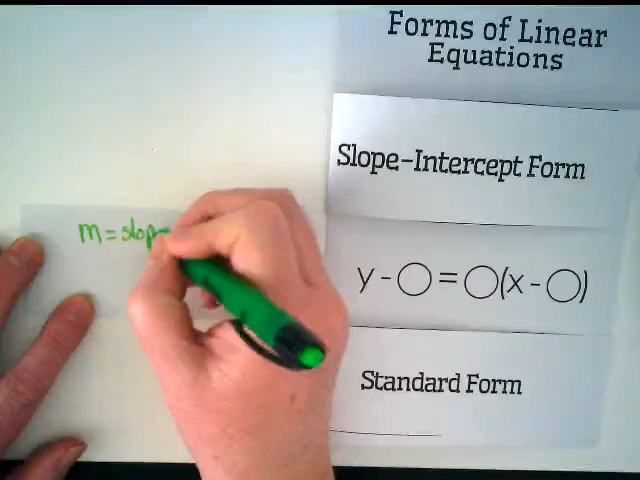 Forms of Linear
Equations
Slope-Intercept Form
m = slop
y - ○ = ○(x - ○)
Standard Form